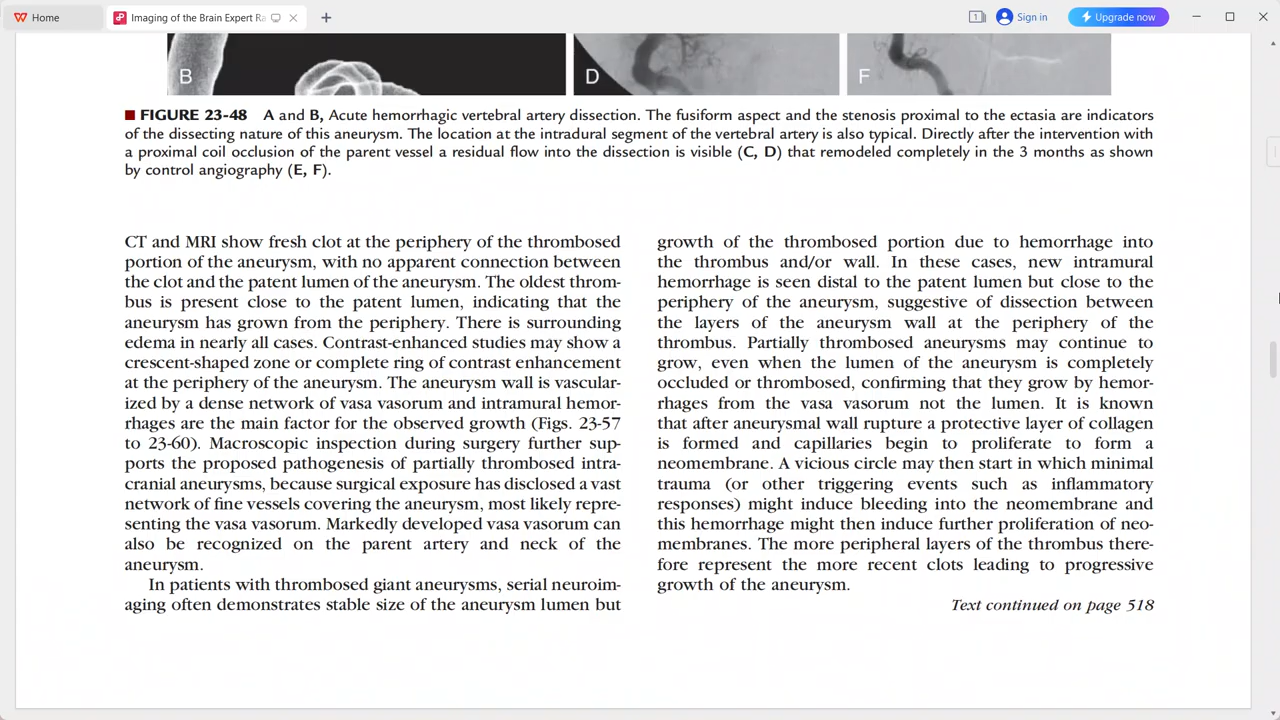 Home
Imaging of the Brain Expert Ra
1
Sign in
Upgrade now
B
D
F
FIGURE 23-48 A and B, Acute hemorrhagic vertebral artery dissection. The fusiform aspect and the stenosis proximal to the ectasia are indicators
of the dissecting nature of this aneurysm. The location at the intradural segment of the vertebral artery is also typical. Directly after the intervention with
a proximal coil occlusion of the parent vessel a residual flow into the dissection is visible (C, D) that remodeled completely in the 3 months as shown
by control angiography (E, F).
CT and MRI show fresh clot at the periphery of the thrombosed
portion of the aneurysm, with no apparent connection between
the clot and the patent lumen of the aneurysm. The oldest throm-
bus is present close to the patent lumen, indicating that the
aneurysm has grown from the periphery. There is surrounding
edema in nearly all cases. Contrast-enhanced studies may show a
crescent-shaped zone or complete ring of contrast enhancement
at the periphery of the aneurysm. The aneurysm wall is vascular-
ized by a dense network of vasa vasorum and intramural hemor-
rhages are the main factor for the observed growth (Figs. 23-57
to 23-60). Macroscopic inspection during surgery further sup-
ports the proposed pathogenesis of partially thrombosed intra-
cranial aneurysms, because surgical exposure has disclosed a vast
network of fine vessels covering the aneurysm, most likely repre-
senting the vasa vasorum. Markedly developed vasa vasorum can
also be recognized on the parent artery and neck of the
aneurysm.
In patients with thrombosed giant aneurysms, serial neuroim-
aging often demonstrates stable size of the aneurysm lumen but
growth of the thrombosed portion due to hemorrhage into
the thrombus and/or wall. In these cases, new intramural
hemorrhage is seen distal to the patent lumen but close to the
periphery of the aneurysm, suggestive of dissection between
the layers of the aneurysm wall at the periphery of the
thrombus. Partially thrombosed aneurysms may continue to
grow, even when the lumen of the aneurysm is completely
occluded or thrombosed, confirming that they grow by hemor-
rhages from the vasa vasorum not the lumen. It is known
that after aneurysmal wall rupture a protective layer of collagen
is formed and capillaries begin to proliferate to form a
neomembrane. A vicious circle may then start in which minimal
trauma (or other triggering events such as inflammatory
responses) might induce bleeding into the neomembrane and
this hemorrhage might then induce further proliferation of neo-
membranes. The more peripheral layers of the thrombus there-
fore represent the more recent clots leading to progressive
growth of the aneurysm.
Text continued on page 518